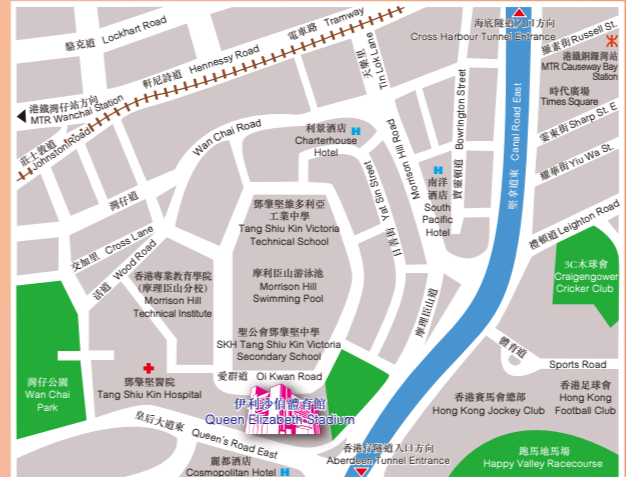 駱克道 Lockhart Road
電車路 Tramway
海底隧道入口方向
Cross Harbour Tunnel Entrance
羅素街 Russell St.
港鐵銅鑼灣站
MTR Causeway Bay
Station
時代廣場
Times Square
軒尼詩道 Hennessy Road
天樂里 Tin Lok Lane
港鐵灣仔站方向
MTR Wanchai Station
莊士敦道
Johnston Road
Wan Chai Road
利景酒店
Charterhouse
Hotel
Morrison Hill Road
寶靈頓道 Bowrington Street
堅拿道東 Canal Road East
霎東街 Sharp St. E
耀華街 Yiu Wa St.
南洋
酒店
South
Pacific
Hotel
日善街 Yat Sin Street
灣仔道
鄧肇堅維多利亞
工業中學
Tang Shiu Kin Victoria
Technical School
禮頓道 Leighton Road
交加里 Cross Lane
活道 Wood Road
香港專業教育學院
(摩理臣山分校)
Morrison Hill
Technical Institute
摩利臣山游泳池
Morrison Hill
Swimming Pool
3C木球會
Craigengower
Cricker Club
摩理臣山道
聖公會鄧肇堅中學
SKH Tang Shiu Kin Victoria
Secondary School
體育道
Sports Road
灣仔公園
Wan Chai
Park
鄧肇堅醫院
Tang Shiu Kin Hospital
愛群道 Oi Kwan Road
伊利沙伯體育館
Queen Elizabeth Stadium
香港賽馬會總部
Hong Kong Jockey Club
香港足球會
Hong Kong
Football Club
皇后大道東 Queen's Road East
麗都酒店
Cosmopolitan Hotel
香港仔隧道入口方向
Aberdeen Tunnel Entrance
跑馬地馬場
Happy Valley Racecourse